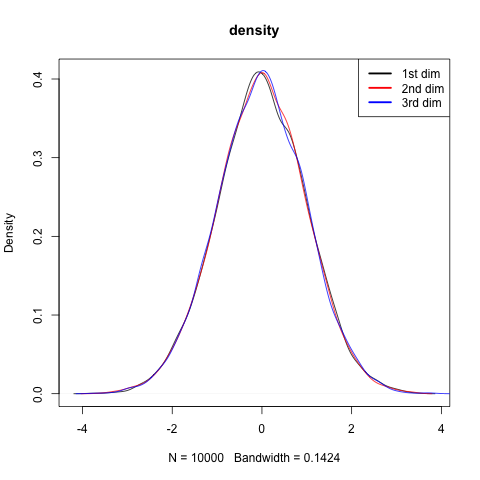 density
1st dim
2nd dim
3rd dim
Density
0.4
0.3
0.2
0.1
0.0
-4 -2 0 2 4
N = 10000 Bandwidth = 0.1424